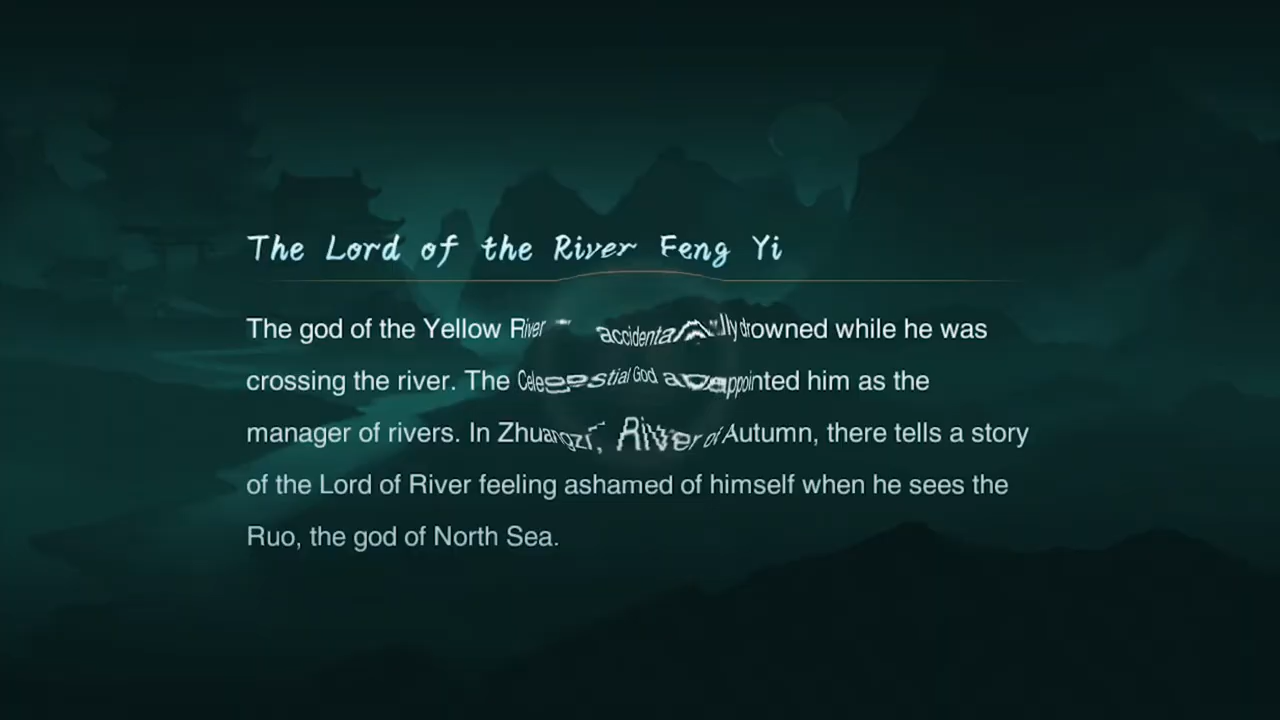 The Lord of the River Feng Yi
The god of the Yellow River accidentally drowned while he was
crossing the river. The Celestial God appointed him as the
manager of rivers. In Zhuangzi, River of Autumn, there tells a story
of the Lord of River feeling ashamed of himself when he sees the
Ruo, the god of North Sea.